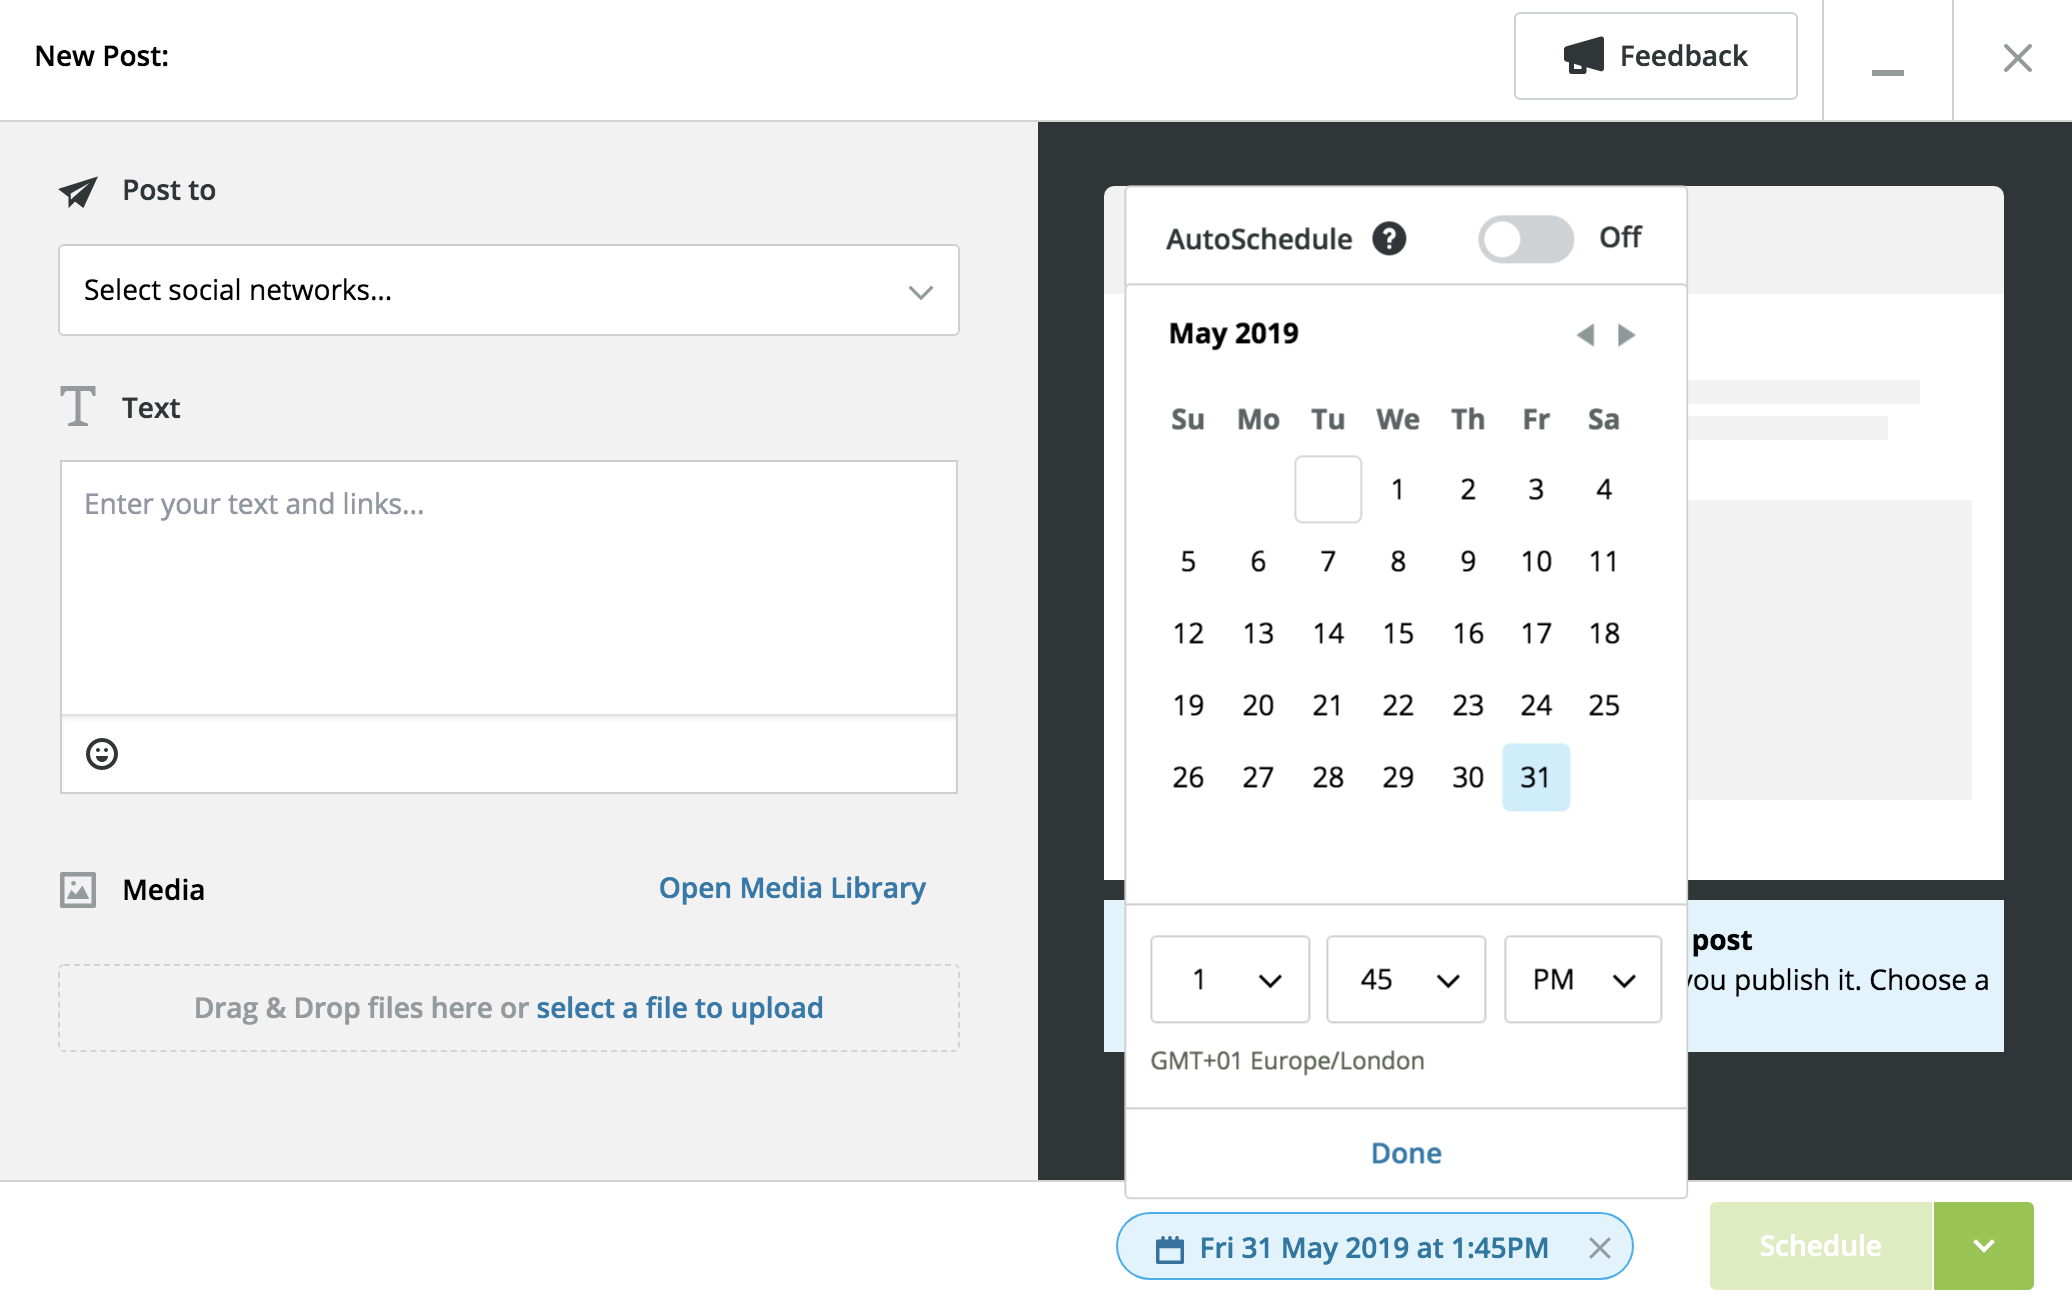 New Post:
Feedback
Post to
Select social networks...
Text
Enter your text and links...
Media
Open Media Library
Drag & Drop files here or select a file to upload
AutoSchedule ? Off
May 2019
Su Mo Tu We Th Fr Sa
1 2 3 4
5 6 7 8 9 10 11
12 13 14 15 16 17 18
19 20 21 22 23 24 25
26 27 28 29 30 31
post
you publish it. Choose a
1 45 PM
GMT+01 Europe/London
Done
Fri 31 May 2019 at 1:45PM
Schedule